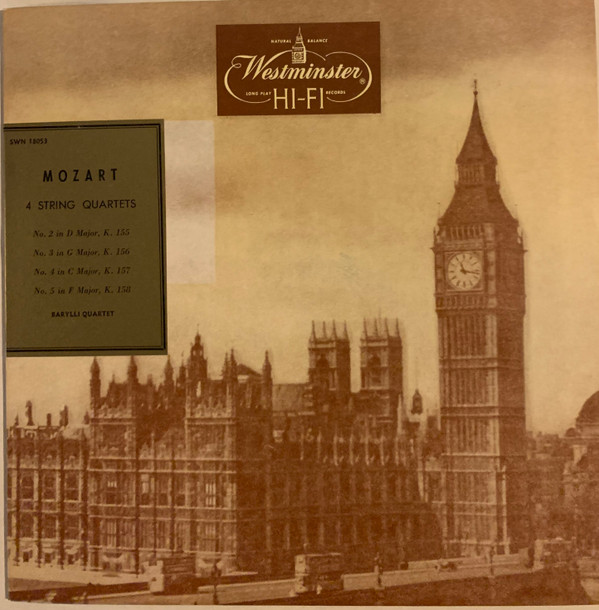 NATURAL BALANCE
Westminster®
LONG PLAY HI-FI RECORDS
SWN 18053
MOZART
4 STRING QUARTETS
No. 2 in D Major, K. 155
No. 3 in G Major, K. 156
No. 4 in C Major, K. 157
No. 5 in F Major, K. 158
BARYLLI QUARTET